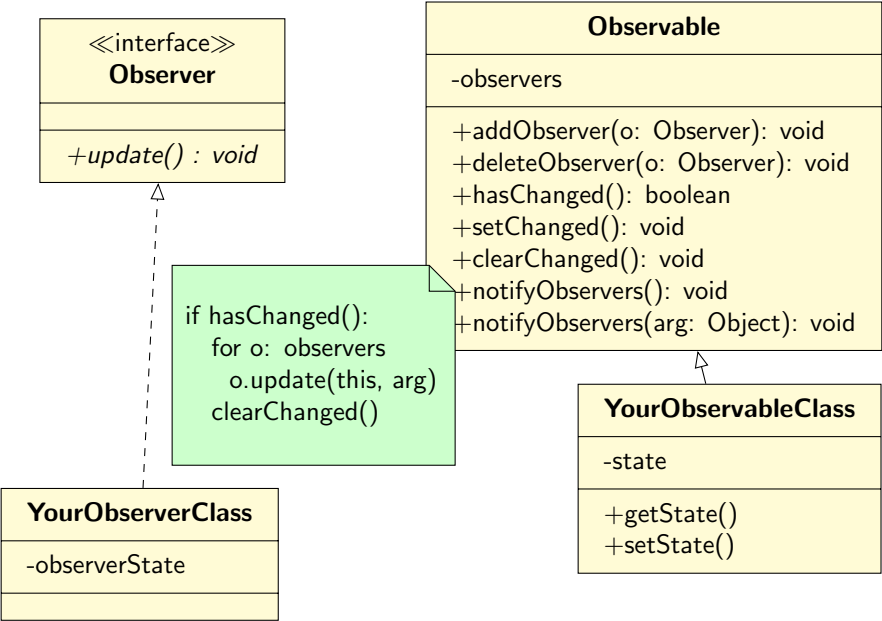 ≪interface≫
Observer
+update() : void
Observable
-observers
+addObserver(o: Observer): void
+deleteObserver(o: Observer): void
+hasChanged(): boolean
+setChanged(): void
+clearChanged(): void
+notifyObservers(): void
+notifyObservers(arg: Object): void
if hasChanged():
for o: observers
o.update(this, arg)
clearChanged()
YourObservableClass
-state
+getState()
+setState()
YourObserverClass
-observerState